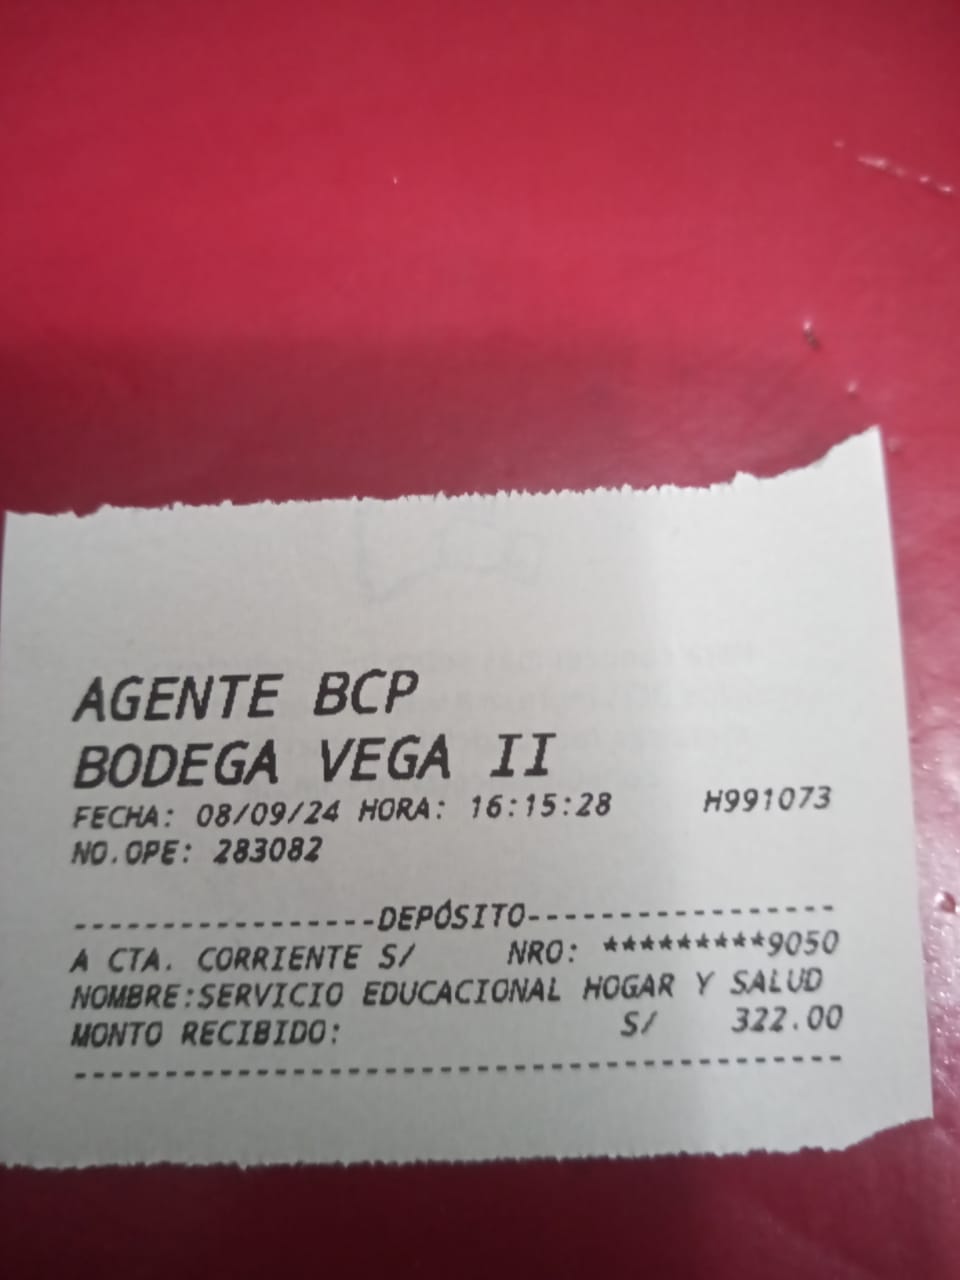 AGENTE BCP
BODEGA VEGA II
FECHA: 08/09/24 HORA: 16:15:28 H991073
NO.OPE: 283082
-----------------DEPÓSITO-----------------
A CTA. CORRIENTE S/ NRO: *********9050
NOMBRE:SERVICIO EDUCACIONAL HOGAR Y SALUD
MONTO RECIBIDO: S/ 322.00
------------------------------------------